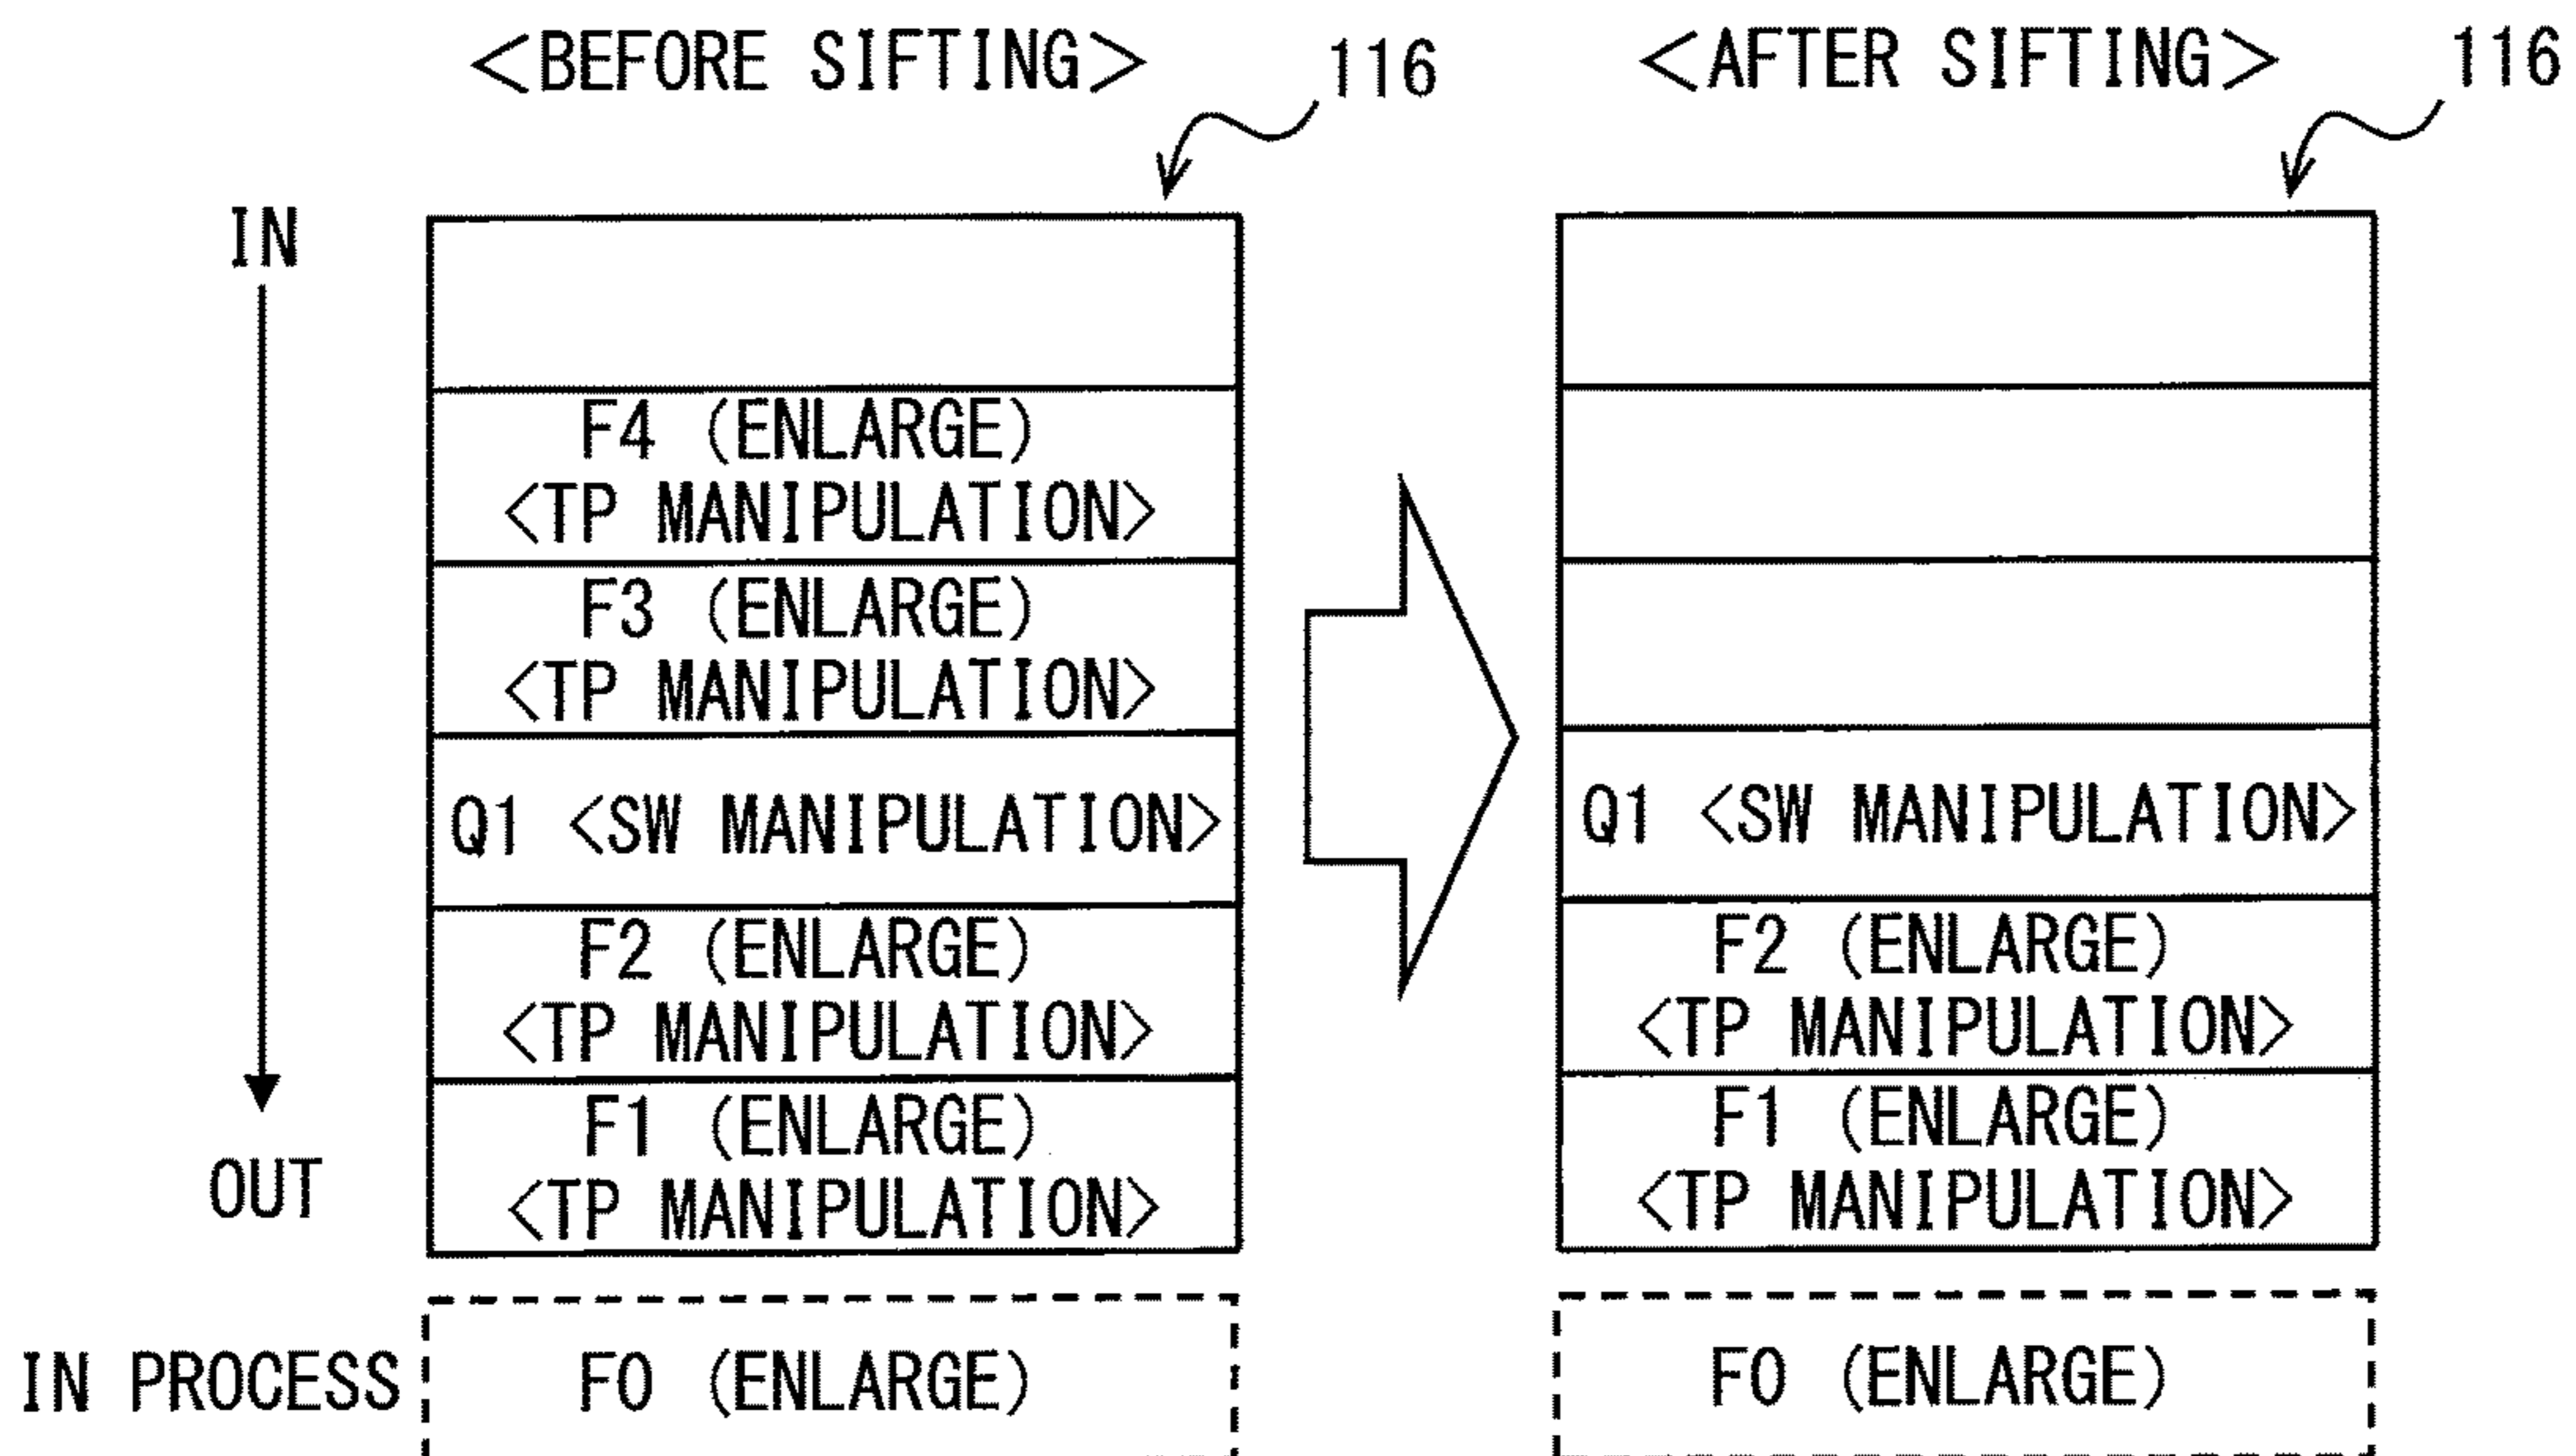 <BEFORE SIFTING>
116
IN
F4 (ENLARGE)
<TP MANIPULATION>
F3 (ENLARGE)
<TP MANIPULATION>
Q1 <SW MANIPULATION>
F2 (ENLARGE)
<TP MANIPULATION>
F1 (ENLARGE)
<TP MANIPULATION>
OUT
IN PROCESS
F0 (ENLARGE)
<AFTER SIFTING>
116
Q1 <SW MANIPULATION>
F2 (ENLARGE)
<TP MANIPULATION>
F1 (ENLARGE)
<TP MANIPULATION>
F0 (ENLARGE)